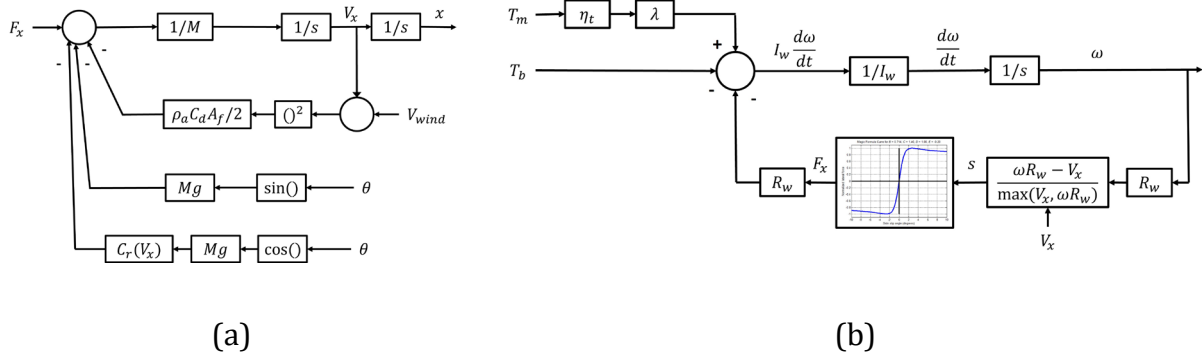 F_x
-
-
-
1/M
1/s
V_x
1/s
x
ρ_a C_d A_f/2
()²
V_wind
Mg
sin()
θ
C_r(V_x)
Mg
cos()
θ
(a)
T_m
η_t
λ
+
T_b
-
-
I_w dω/dt
1/I_w
dω/dt
1/s
ω
R_w
F_x
s
ωR_w − V_x
max(V_x, ωR_w)
R_w
V_x
(b)